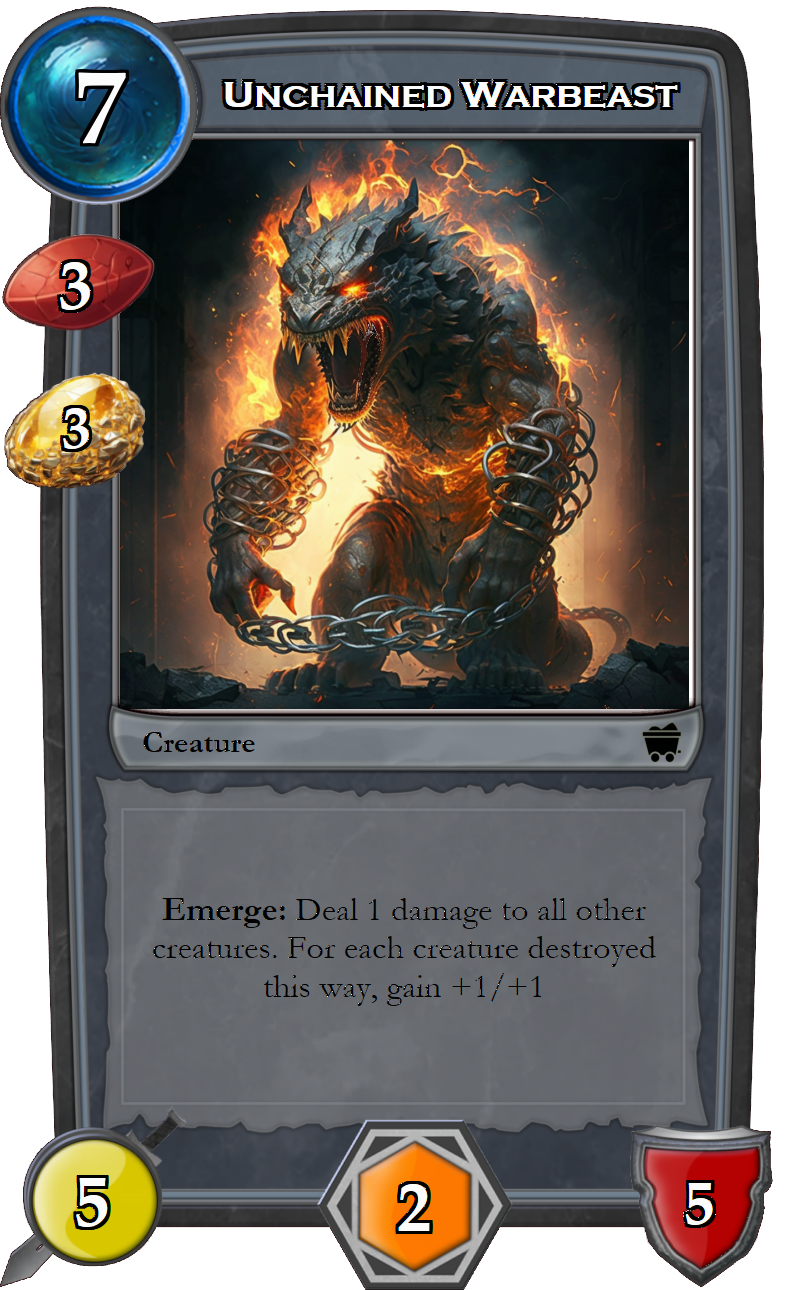 7
Unchained Warbeast
3
3
Creature
Emerge: Deal 1 damage to all other
creatures. For each creature destroyed
this way, gain +1/+1
5
2
5